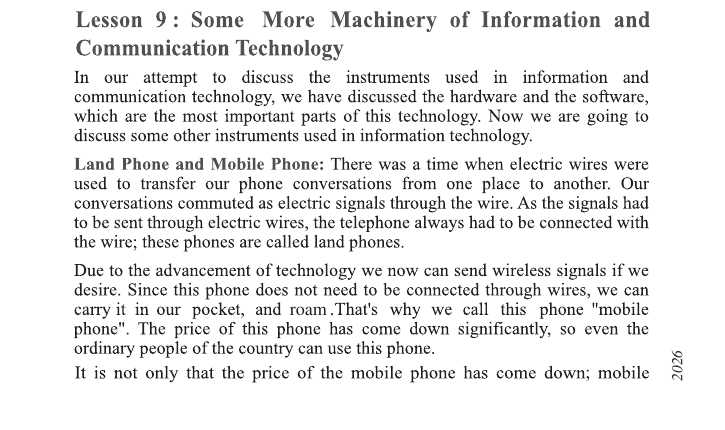 Lesson 9 : Some More Machinery of Information and
Communication Technology
In our attempt to discuss the instruments used in information and
communication technology, we have discussed the hardware and the software,
which are the most important parts of this technology. Now we are going to
discuss some other instruments used in information technology.
Land Phone and Mobile Phone: There was a time when electric wires were
used to transfer our phone conversations from one place to another. Our
conversations commuted as electric signals through the wire. As the signals had
to be sent through electric wires, the telephone always had to be connected with
the wire; these phones are called land phones.
Due to the advancement of technology we now can send wireless signals if we
desire. Since this phone does not need to be connected through wires, we can
carry it in our pocket, and roam .That's why we call this phone "mobile
phone". The price of this phone has come down significantly, so even the
ordinary people of the country can use this phone.
It is not only that the price of the mobile phone has come down; mobile
2026